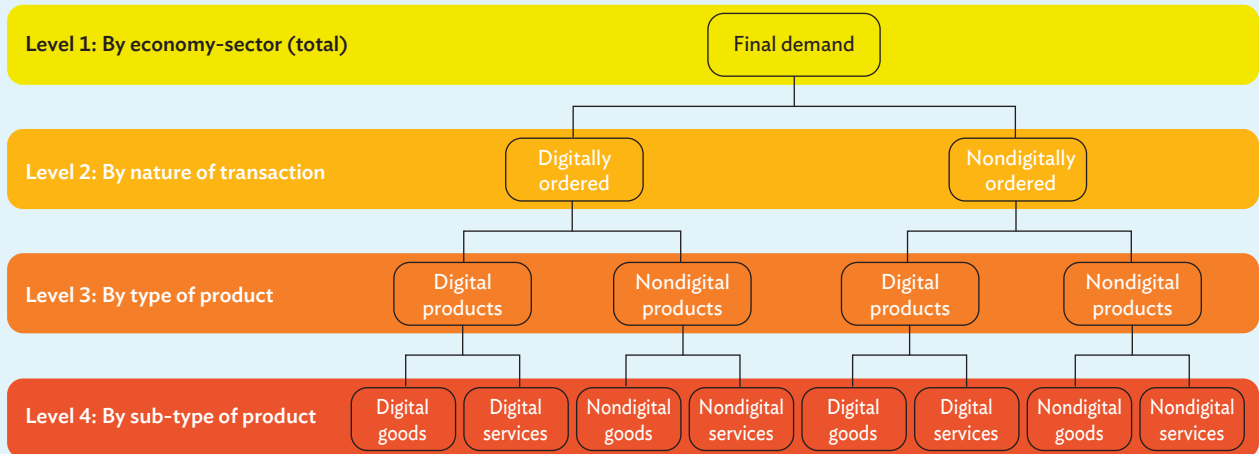 Level 1: By economy-sector (total)
Final demand
Level 2: By nature of transaction
Digitally
ordered
Nondigitally
ordered
Level 3: By type of product
Digital
products
Nondigital
products
Digital
products
Nondigital
products
Level 4: By sub-type of product
Digital
goods
Digital
services
Nondigital
goods
Nondigital
services
Digital
goods
Digital
services
Nondigital
goods
Nondigital
services